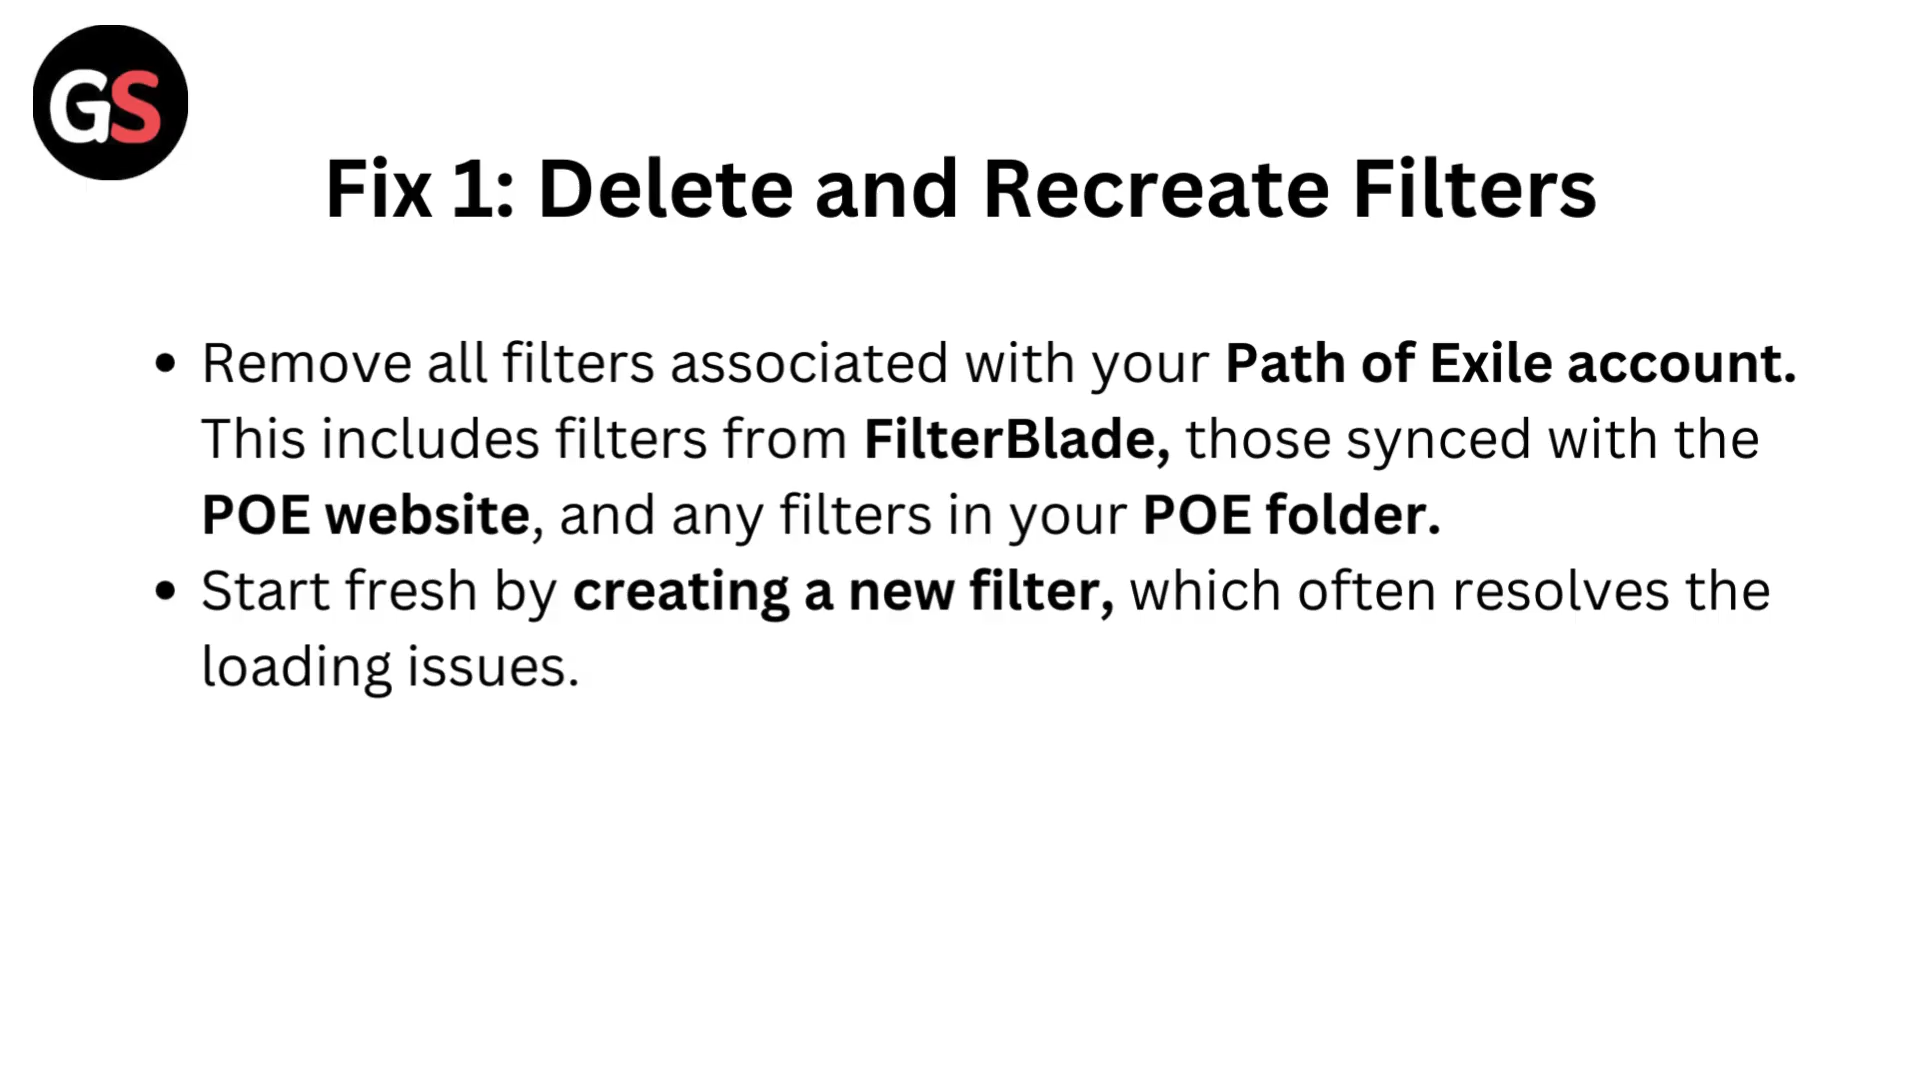 GS
Fix 1: Delete and Recreate Filters
• Remove all filters associated with your Path of Exile account.
This includes filters from FilterBlade, those synced with the
POE website, and any filters in your POE folder.
• Start fresh by creating a new filter, which often resolves the
loading issues.